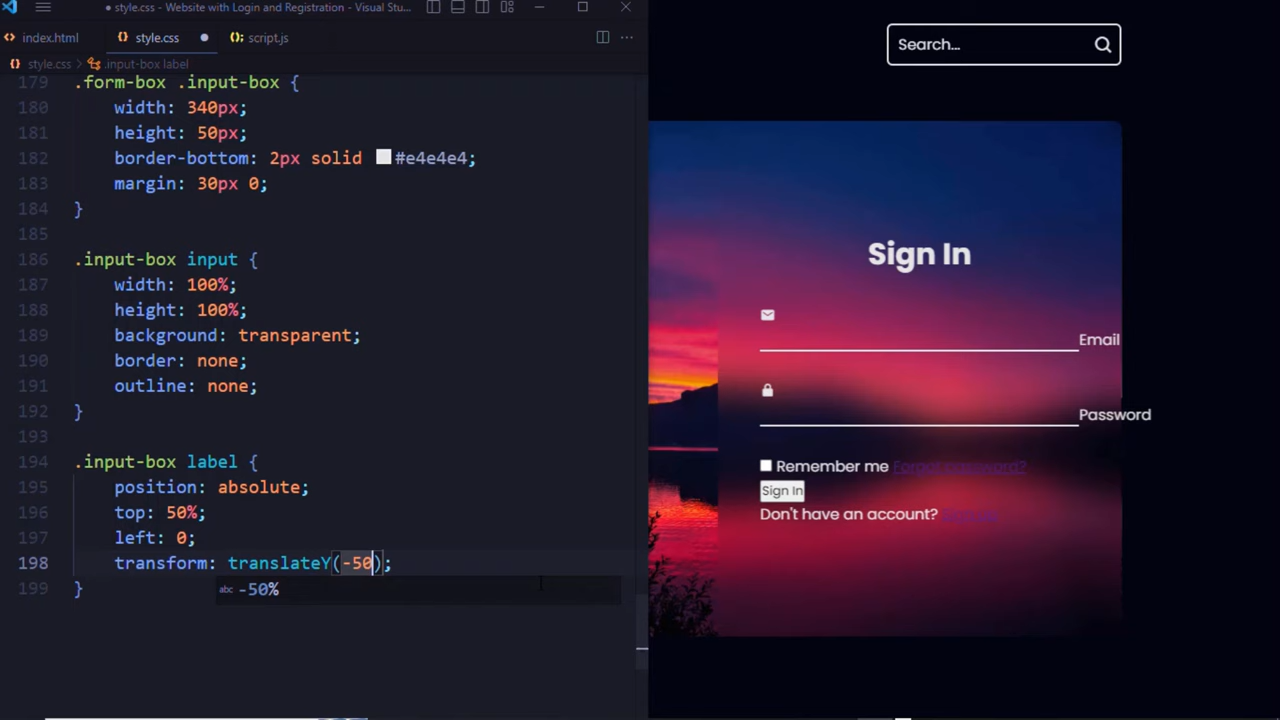 style.css - Website with Login and Registration - Visual Stu...
index.html
style.css
script.js
style.css > .input-box label
179 .form-box .input-box {
180 width: 340px;
181 height: 50px;
182 border-bottom: 2px solid #e4e4e4;
183 margin: 30px 0;
184 }
185
186 .input-box input {
187 width: 100%;
188 height: 100%;
189 background: transparent;
190 border: none;
191 outline: none;
192 }
193
194 .input-box label {
195 position: absolute;
196 top: 50%;
197 left: 0;
198 transform: translateY(-50);
199 }
abc -50%
Search...
Sign In
Email
Password
Remember me Forgot password?
Sign In
Don't have an account?